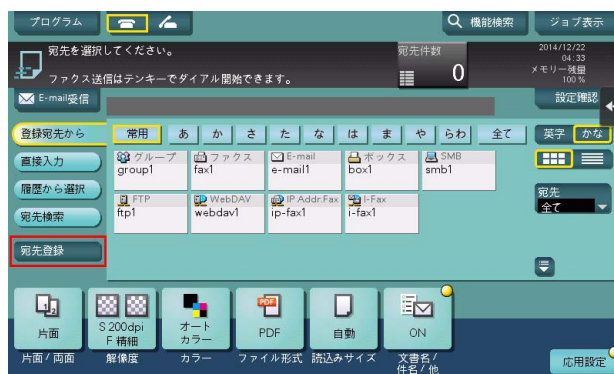 プログラム
機能検索
ジョブ表示
宛先を選択してください。
ファクス送信はテンキーでダイアル開始できます。
宛先件数
0
2014/12/22
04:33
メモリー残量
100 %
E-mail受信
設定確認
登録宛先から
常用
あ
か
さ
た
な
は
ま
や
らわ
全て
英字
かな
直接入力
履歴から選択
宛先検索
宛先登録
グループ
group1
ファクス
fax1
E-mail
e-mail1
ボックス
box1
SMB
smb1
FTP
ftp1
WebDAV
webdav1
IP Addr.Fax
ip-fax1
I-Fax
i-fax1
宛先
全て
片面
S 200dpi
F 精細
オート
カラー
PDF
自動
ON
片面 / 両面
解像度
カラー
ファイル形式
読込みサイズ
文書名 /
件名 / 他
応用設定